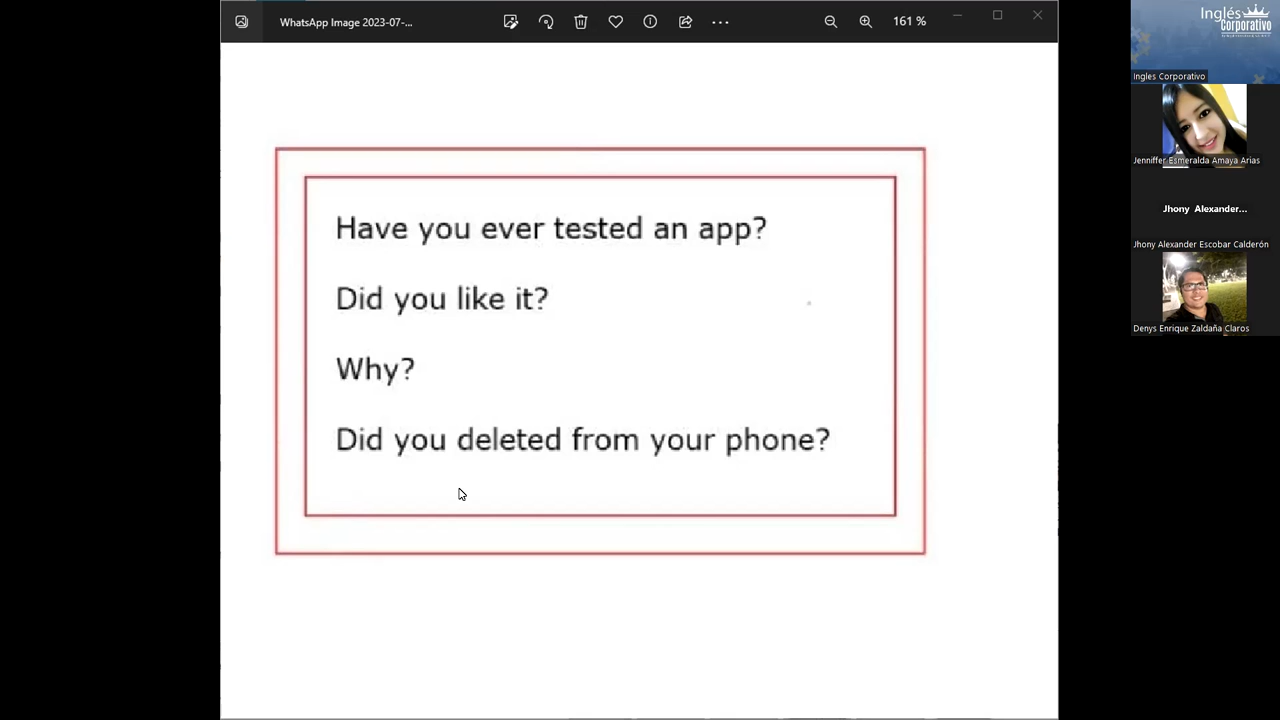 WhatsApp Image 2023-07-...
161 %
Have you ever tested an app?
Did you like it?
Why?
Did you deleted from your phone?
Inglés
Corporativo
Ingles Corporativo
Jenniffer Esmeralda Amaya Arias
Jhony Alexander...
Jhony Alexander Escobar Calderón
Denys Enrique Zaldaña Claros